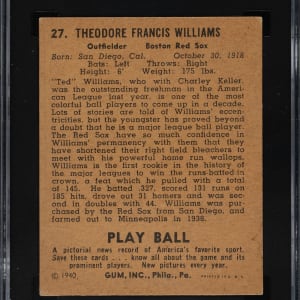 27. THEODORE FRANCIS WILLIAMS
Outfielder Boston Red Sox
Born: San Diego, Cal. October 30, 1918
Bats: Left Throws: Right
Height: 6' Weight: 175 lbs.
"Ted" Williams, who, with Charley Keller,
was the outstanding freshman in the Am-
erican League last year, is one of the most
colorful ball players to come up in a decade.
Lots of stories are told of Williams' eccen-
tricities, but the youngster has proved beyond
a doubt that he is a major league ball player.
The Red Sox have so much confidence in
Williams' permanency with them that they
have shortened their right field bleachers to
meet with his powerful home run wallops.
Williams is the first rookie in the history of
the major leagues to win the runs-batted-in
crown, a feat which he accomplished last
year when he pelled a total of
145. He batted .327, scored 131 runs on
185 hits, drove out 31 homers and was sec-
ond in doubles with 44. Williams was pur-
chased by the Red Sox from San Diego, and
farmed out to Minneapolis in 1938.
PLAY BALL
A pictorial news record of America's favorite sport.
Save these cards . . . know all about the game and
its prominent players. New pictures every year.
© 1940 GUM, INC., Phila., Pa. PRINTED IN U.S.A.